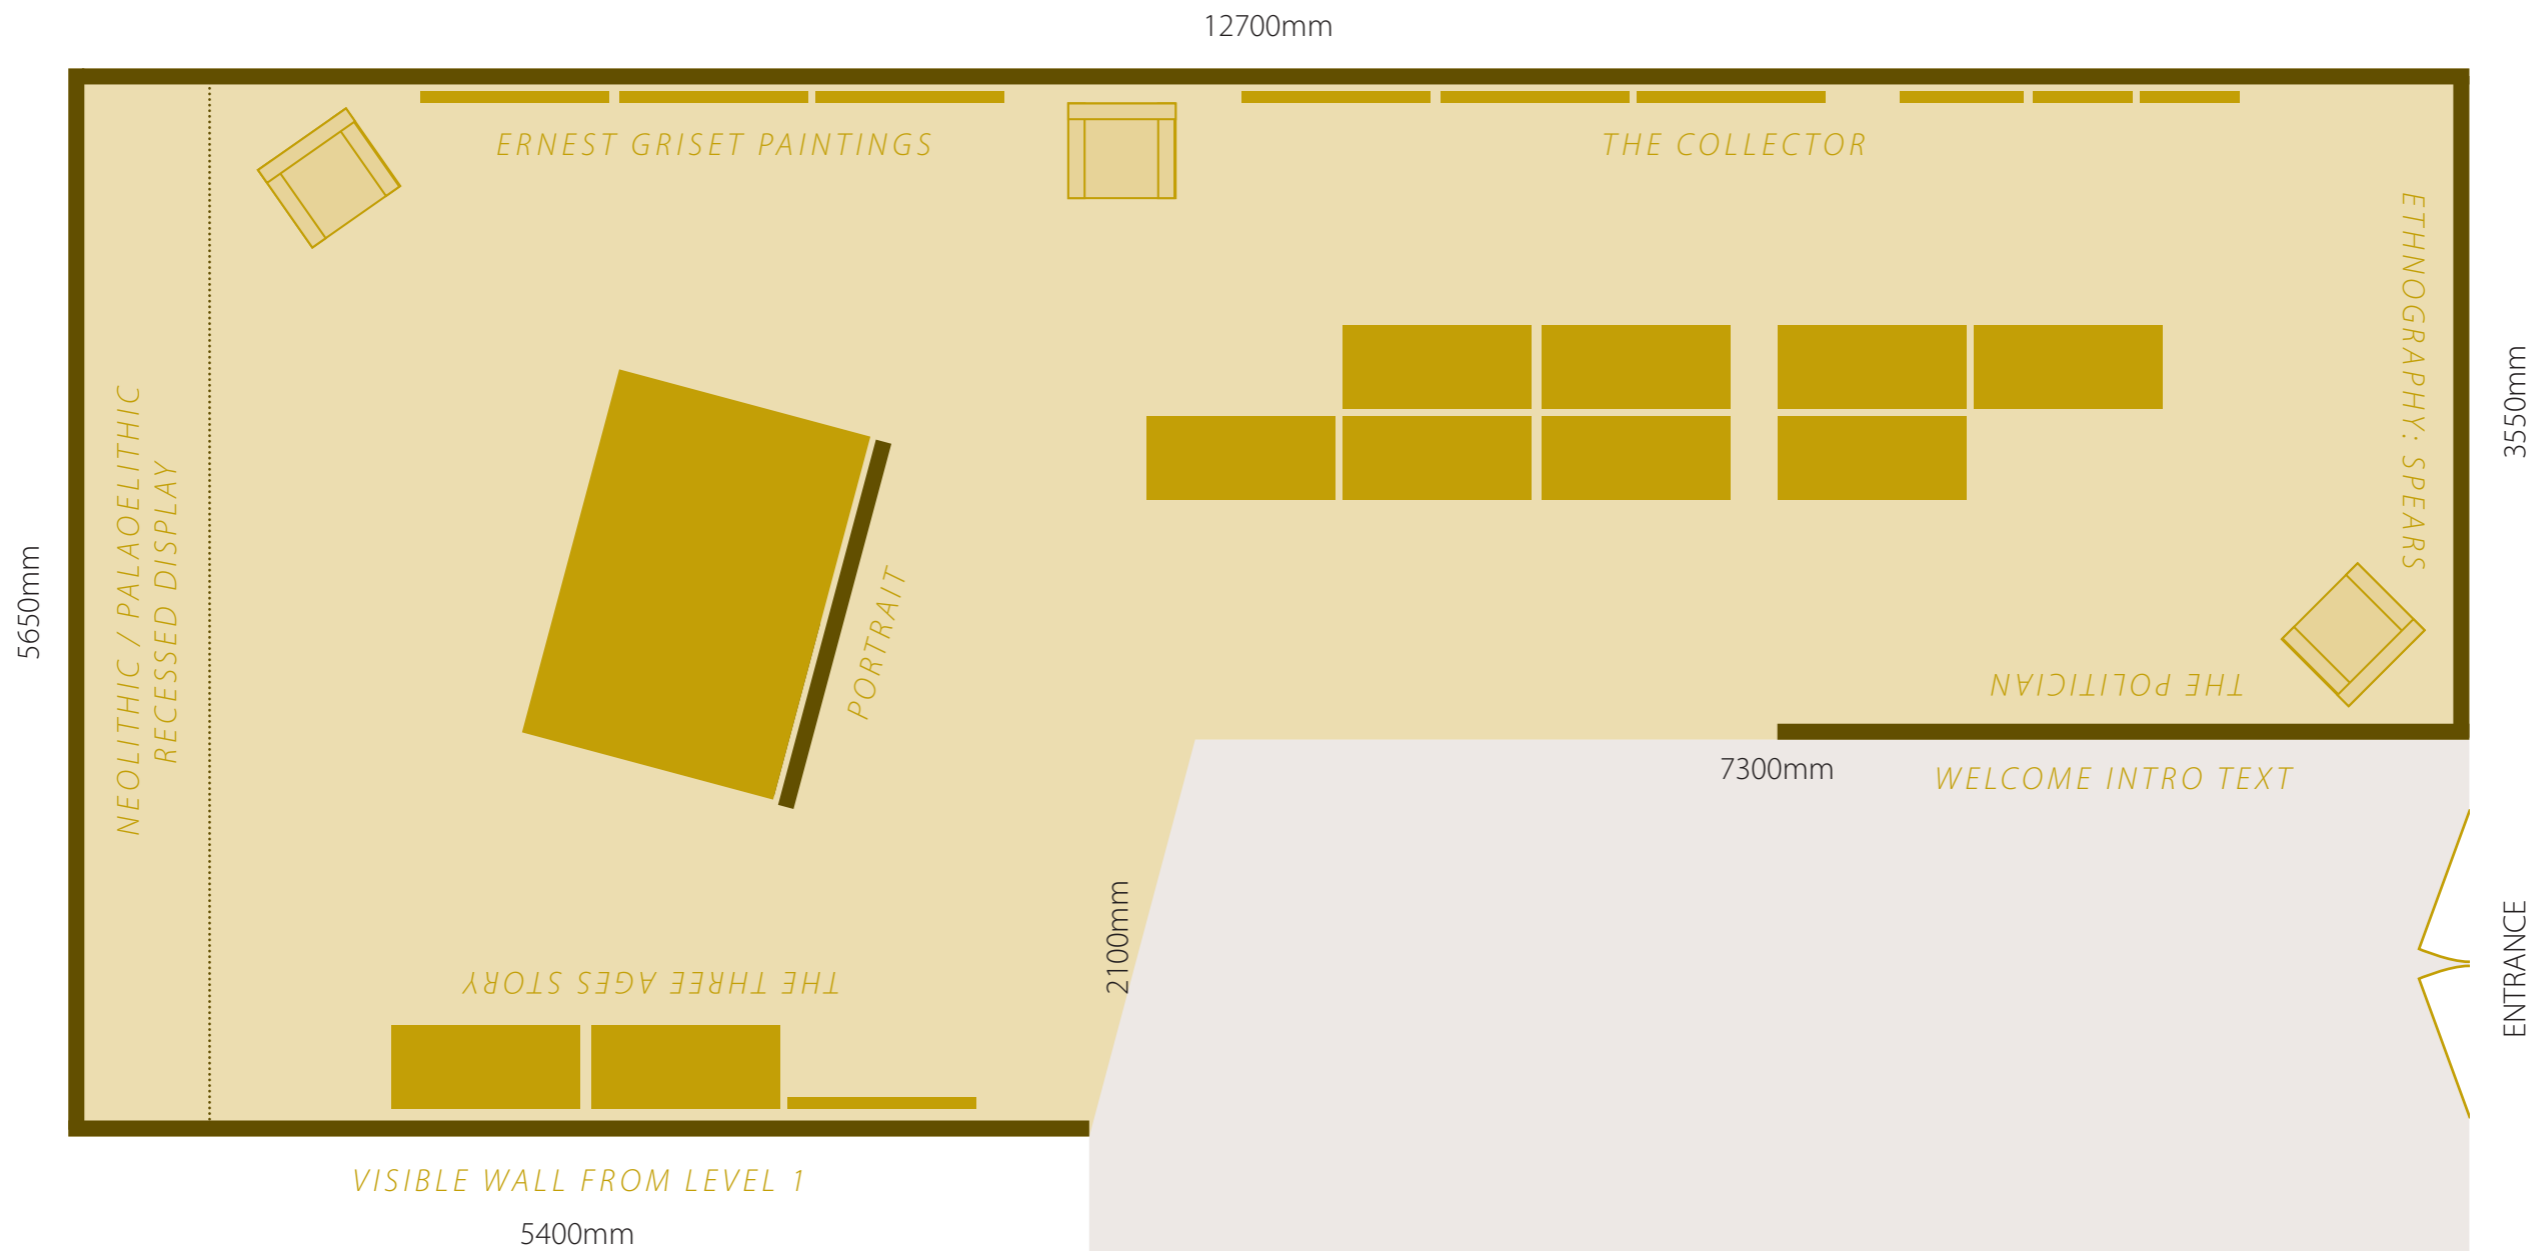 12700mm
ERNEST GRISET PAINTINGS
THE COLLECTOR
ETHNOGRAPHY: SPEARS
3550mm
NEOLITHIC / PALAOELITHIC
RECESSED DISPLAY
5650mm
PORTRAIT
THE POLITICIAN
7300mm
WELCOME INTRO TEXT
2100mm
ENTRANCE
THE THREE AGES STORY
VISIBLE WALL FROM LEVEL 1
5400mm